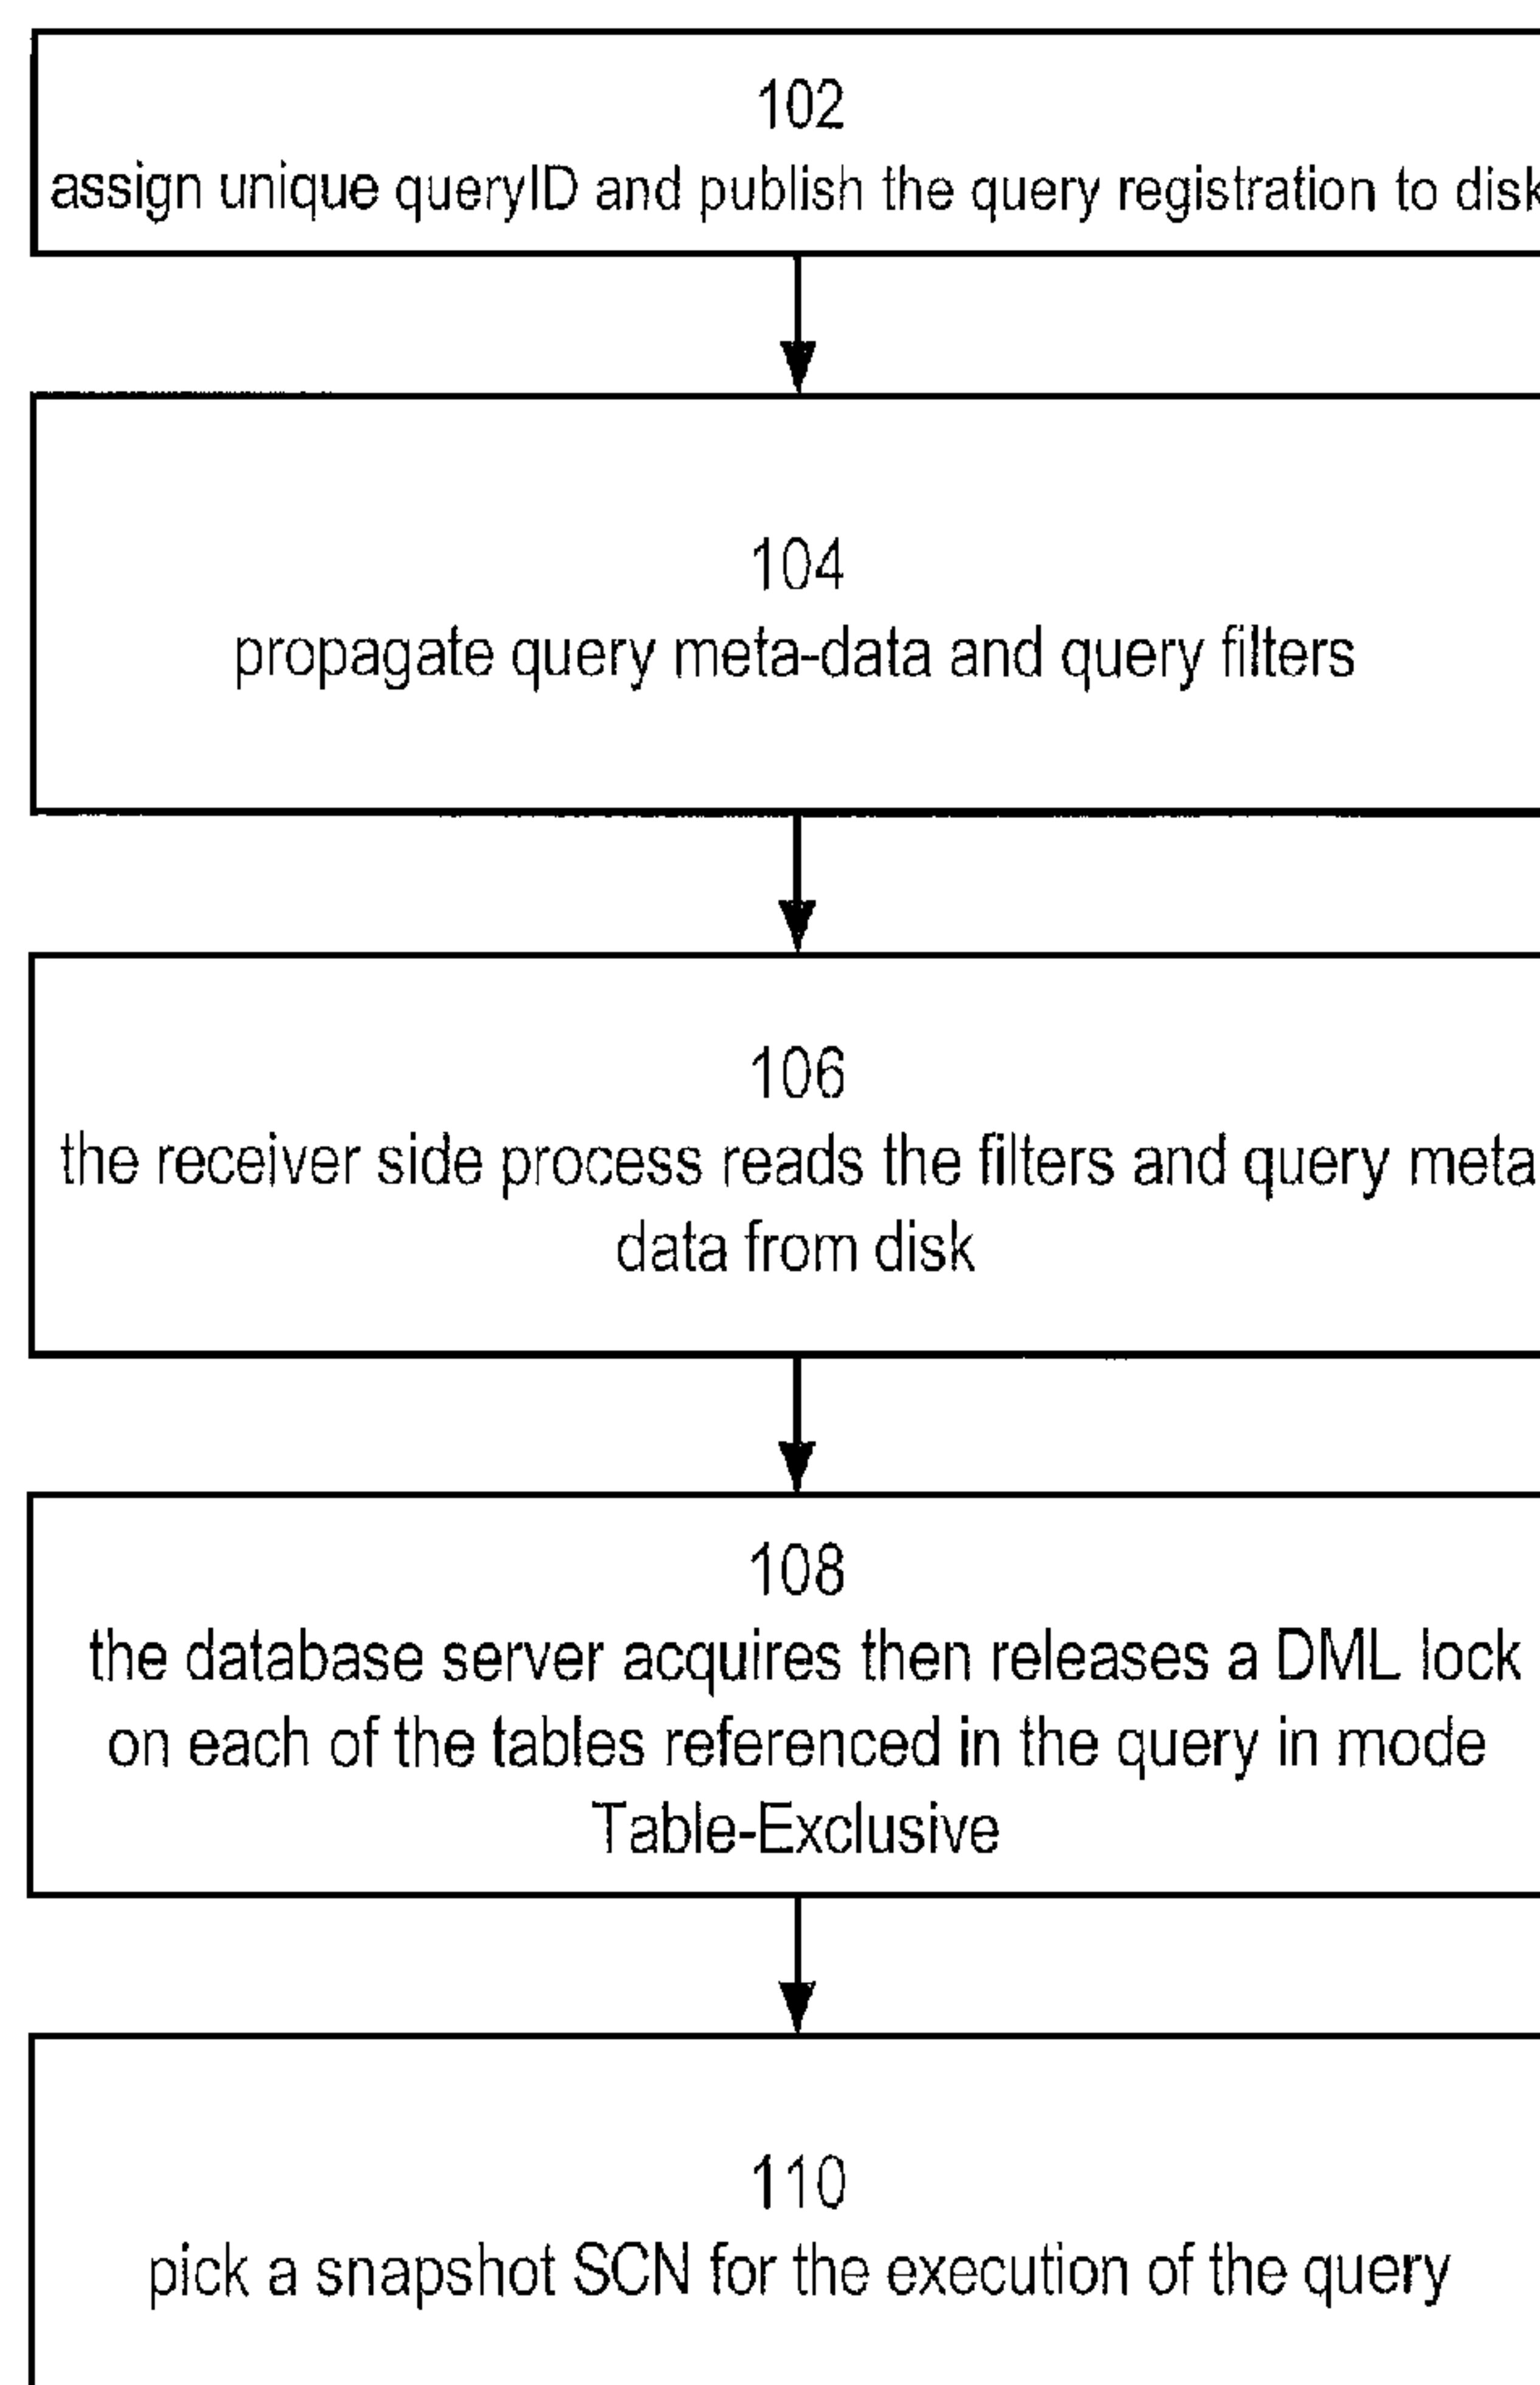 102
assign unique queryID and publish the query registration to disk
104
propagate query meta-data and query filters
106
the receiver side process reads the filters and query meta
data from disk
108
the database server acquires then releases a DML lock
on each of the tables referenced in the query in mode
Table-Exclusive
110
pick a snapshot SCN for the execution of the query